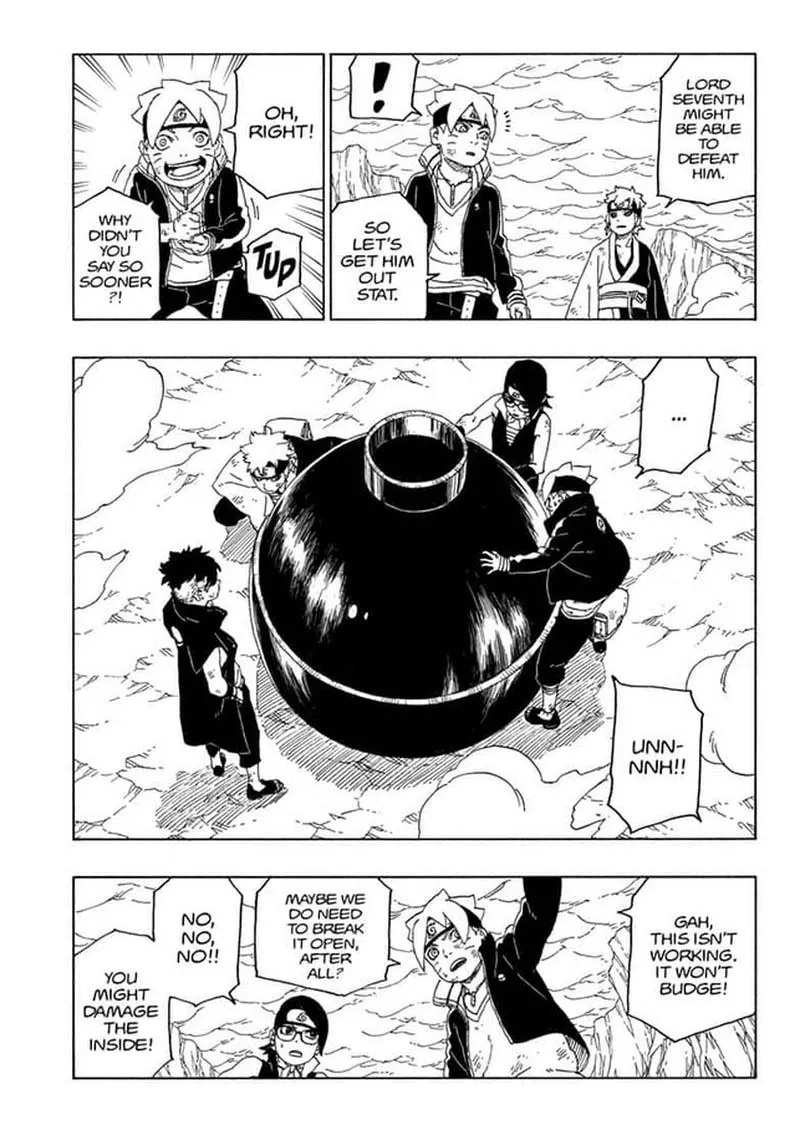 LORD
SEVENTH
MIGHT
BE ABLE
TO
DEFEAT
HIM.
!
SO
LET'S
GET HIM
OUT
STAT.
OH,
RIGHT!
TUP
WHY
DIDN'T
YOU
SAY SO
SOONER
?!
...
UNN-
NNH!!
GAH,
THIS ISN'T
WORKING.
IT WON'T
BUDGE!
MAYBE WE
DO NEED
TO BREAK
IT OPEN,
AFTER
ALL?
NO,
NO,
NO!!
YOU
MIGHT
DAMAGE
THE
INSIDE!